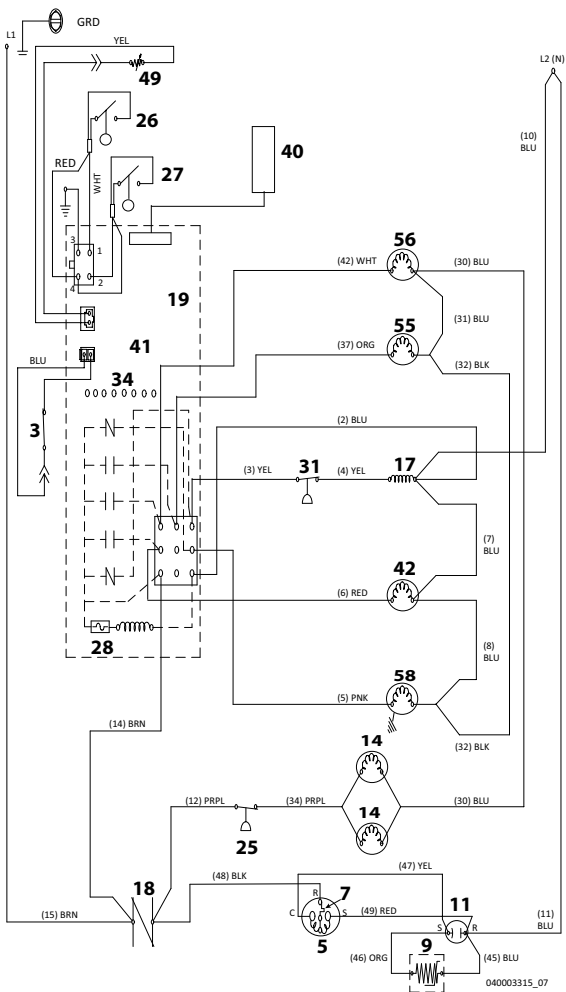 GRD
L1
YEL
49
L2 (N)
26
(10)
BLU
40
RED
WHT
27
3
1
4
2
56
(42) WHT
(30) BLU
19
(31) BLU
55
(37) ORG
(32) BLK
41
BLU
34
3
(2) BLU
(3) YEL
31
(4) YEL
17
(7)
BLU
42
(6) RED
28
(8)
BLU
58
(5) PNK
(14) BRN
(32) BLK
14
(12) PRPL
(34) PRPL
(30) BLU
14
25
(47) YEL
(48) BLK
18
R
7
11
C
S
(49) RED
(15) BRN
5
S
R
(11)
BLU
9
(46) ORG
(45) BLU
040003315_07